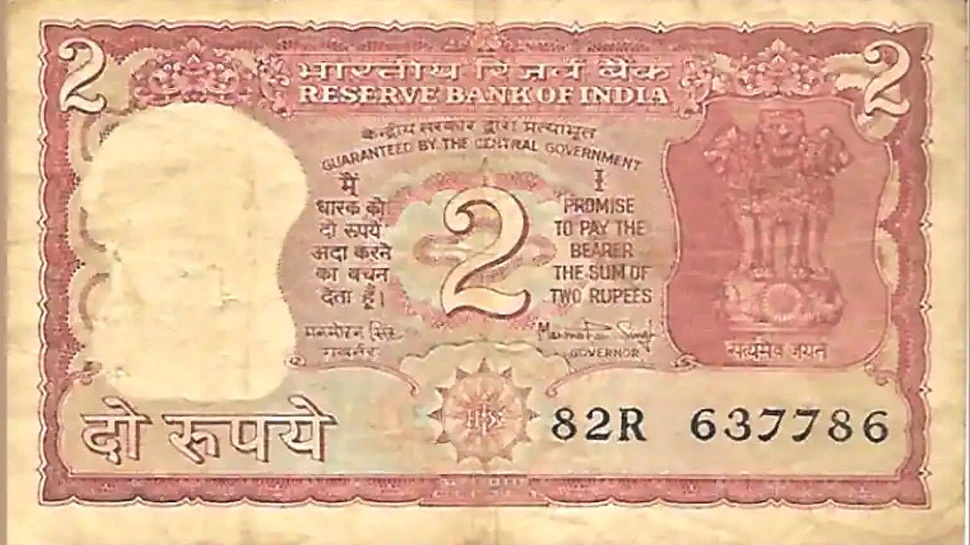 2 2
भारतीय रिज़र्व बैंक
RESERVE BANK OF INDIA
केन्द्रीय सरकार द्वारा प्रत्याभूत
GUARANTEED BY THE CENTRAL GOVERNMENT
मैं
धारक को
दो रुपये
अदा करने
का वचन
देता हूँ।
2
I
PROMISE
TO PAY THE
BEARER
THE SUM OF
TWO RUPEES
मनमोहन सिंह
गवर्नर
Manmohan Singh
GOVERNOR
सत्यमेव जयते
दो रुपये
82R 637786